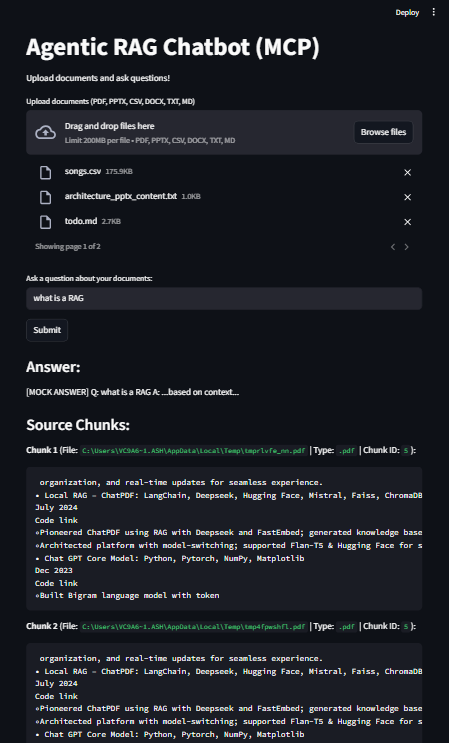 Deploy
Agentic RAG Chatbot (MCP)
Upload documents and ask questions!
Upload documents (PDF, PPTX, CSV, DOCX, TXT, MD)
Drag and drop files here
Limit 200MB per file • PDF, PPTX, CSV, DOCX, TXT, MD
Browse files
songs.csv 175.9KB
architecture_pptx_content.txt 1.0KB
todo.md 2.7KB
Showing page 1 of 2
Ask a question about your documents:
what is a RAG
Submit
Answer:
[MOCK ANSWER] Q: what is a RAG A: ...based on context...
Source Chunks:
Chunk 1 (File: C:\Users\VC9A6~1.ASH\AppData\Local\Temp\tmprlvfe_nn.pdf | Type: .pdf | Chunk ID: 5 ):
organization, and real-time updates for seamless experience.
• Local RAG – ChatPDF: LangChain, Deepseek, Hugging Face, Mistral, Faiss, ChromaDB
July 2024
Code link
∗Pioneered ChatPDF using RAG with Deepseek and FastEmbed; generated knowledge base
∗Architected platform with model-switching; supported Flan-T5 & Hugging Face for s
• Chat GPT Core Model: Python, Pytorch, NumPy, Matplotlib
Dec 2023
Code link
∗Built Bigram language model with token
Chunk 2 (File: C:\Users\VC9A6~1.ASH\AppData\Local\Temp\tmp4fpwshfl.pdf | Type: .pdf | Chunk ID: 5 ):
organization, and real-time updates for seamless experience.
• Local RAG – ChatPDF: LangChain, Deepseek, Hugging Face, Mistral, Faiss, ChromaDB
July 2024
Code link
∗Pioneered ChatPDF using RAG with Deepseek and FastEmbed; generated knowledge base
∗Architected platform with model-switching; supported Flan-T5 & Hugging Face for s
• Chat GPT Core Model: Python, Pytorch, NumPy, Matplotlib